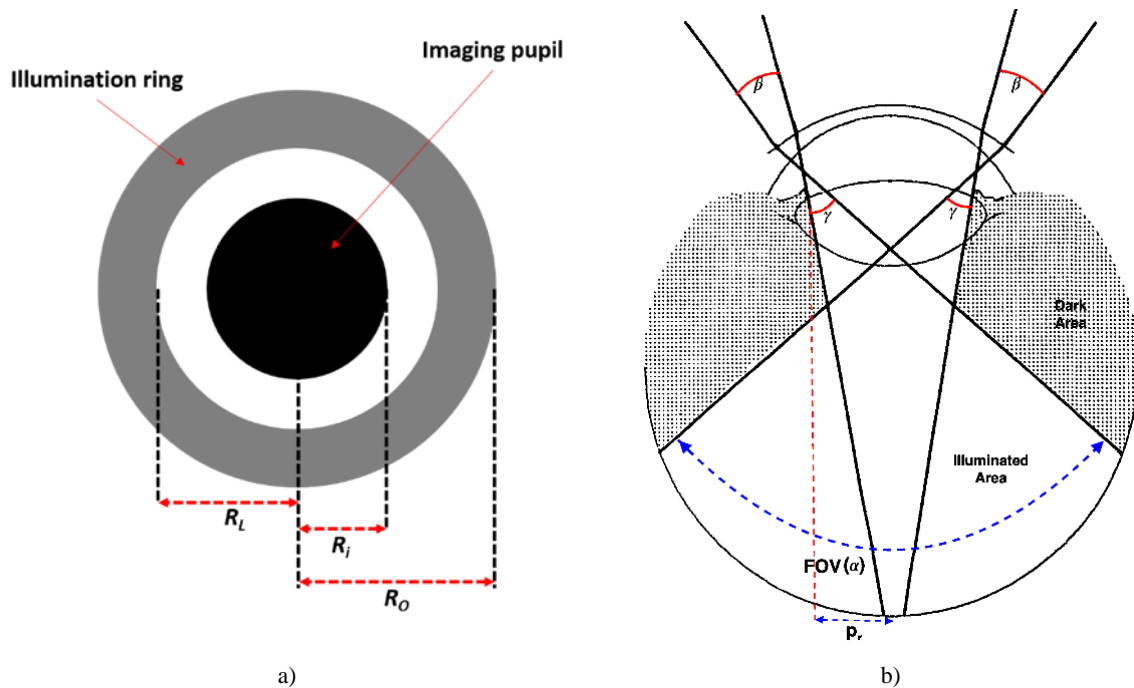 Imaging pupil
Illumination ring
R_L
R_i
R_O
a)
β
β
γ
γ
Dark
Area
Illuminated
Area
FOV(α)
p_r
b)